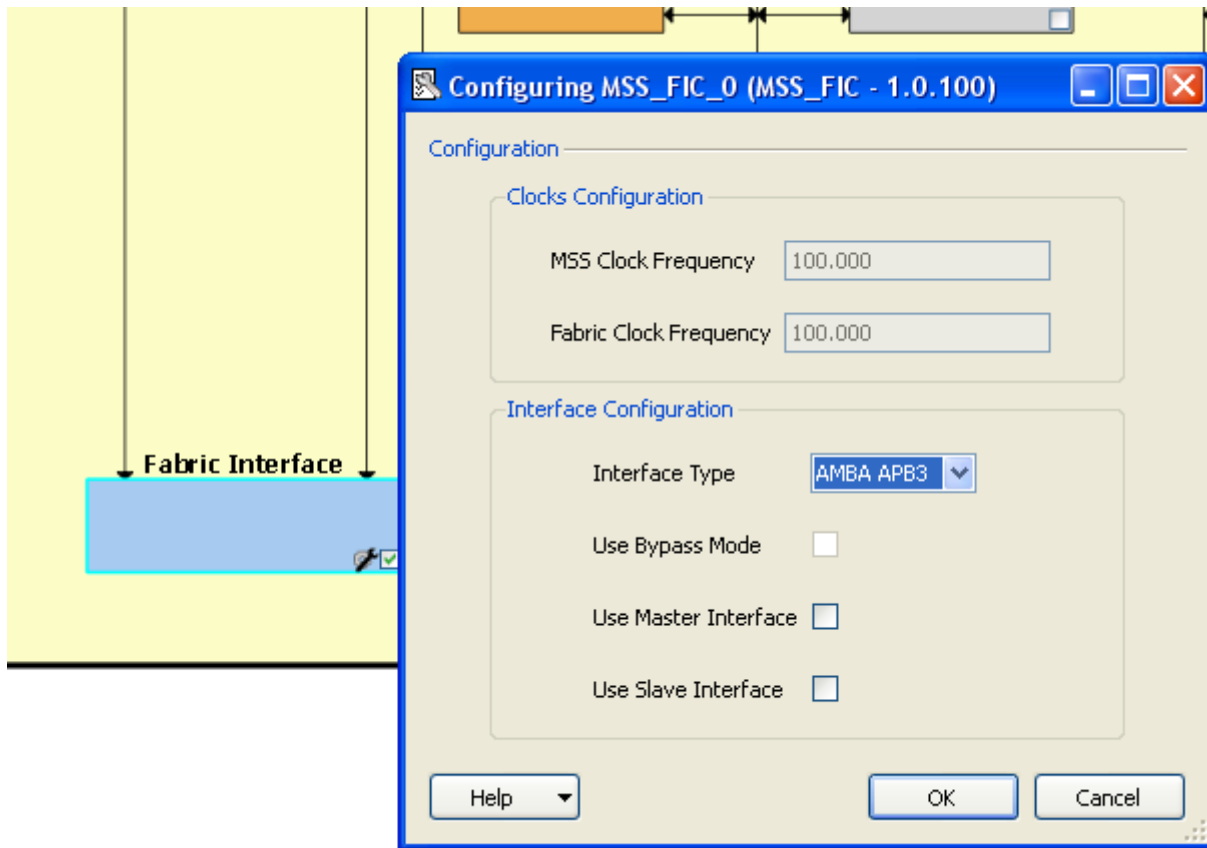 Configuring MSS_FIC_0 (MSS_FIC - 1.0.100)
Configuration
Clocks Configuration
MSS Clock Frequency 100.000
Fabric Clock Frequency 100.000
Interface Configuration
Fabric Interface
Interface Type AMBA APB3
Use Bypass Mode
Use Master Interface
Use Slave Interface
Help OK Cancel